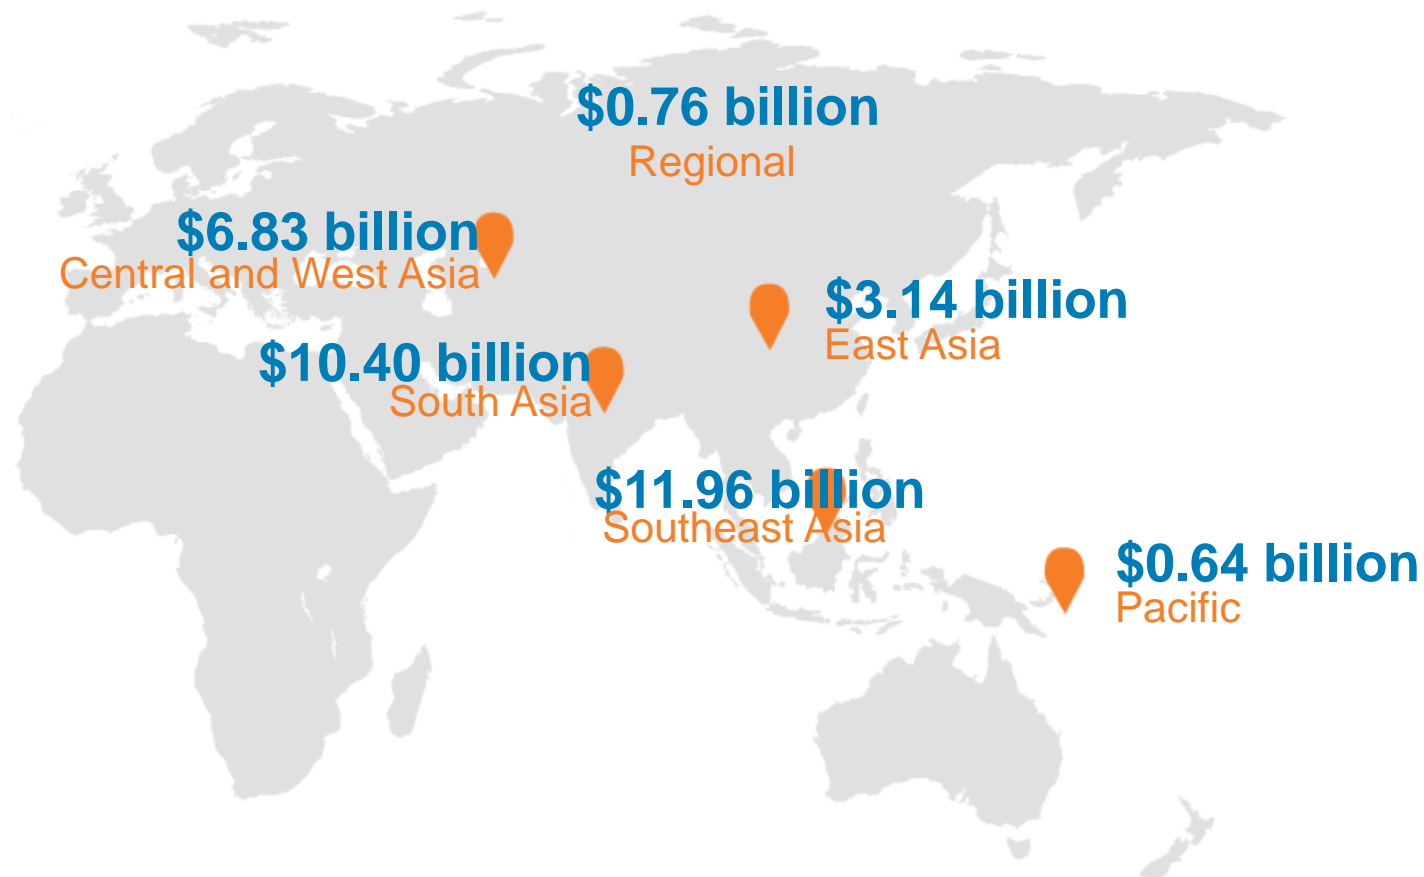 $0.76 billion
Regional
$6.83 billion
Central and West Asia
$3.14 billion
East Asia
$10.40 billion
South Asia
$11.96 billion
Southeast Asia
$0.64 billion
Pacific